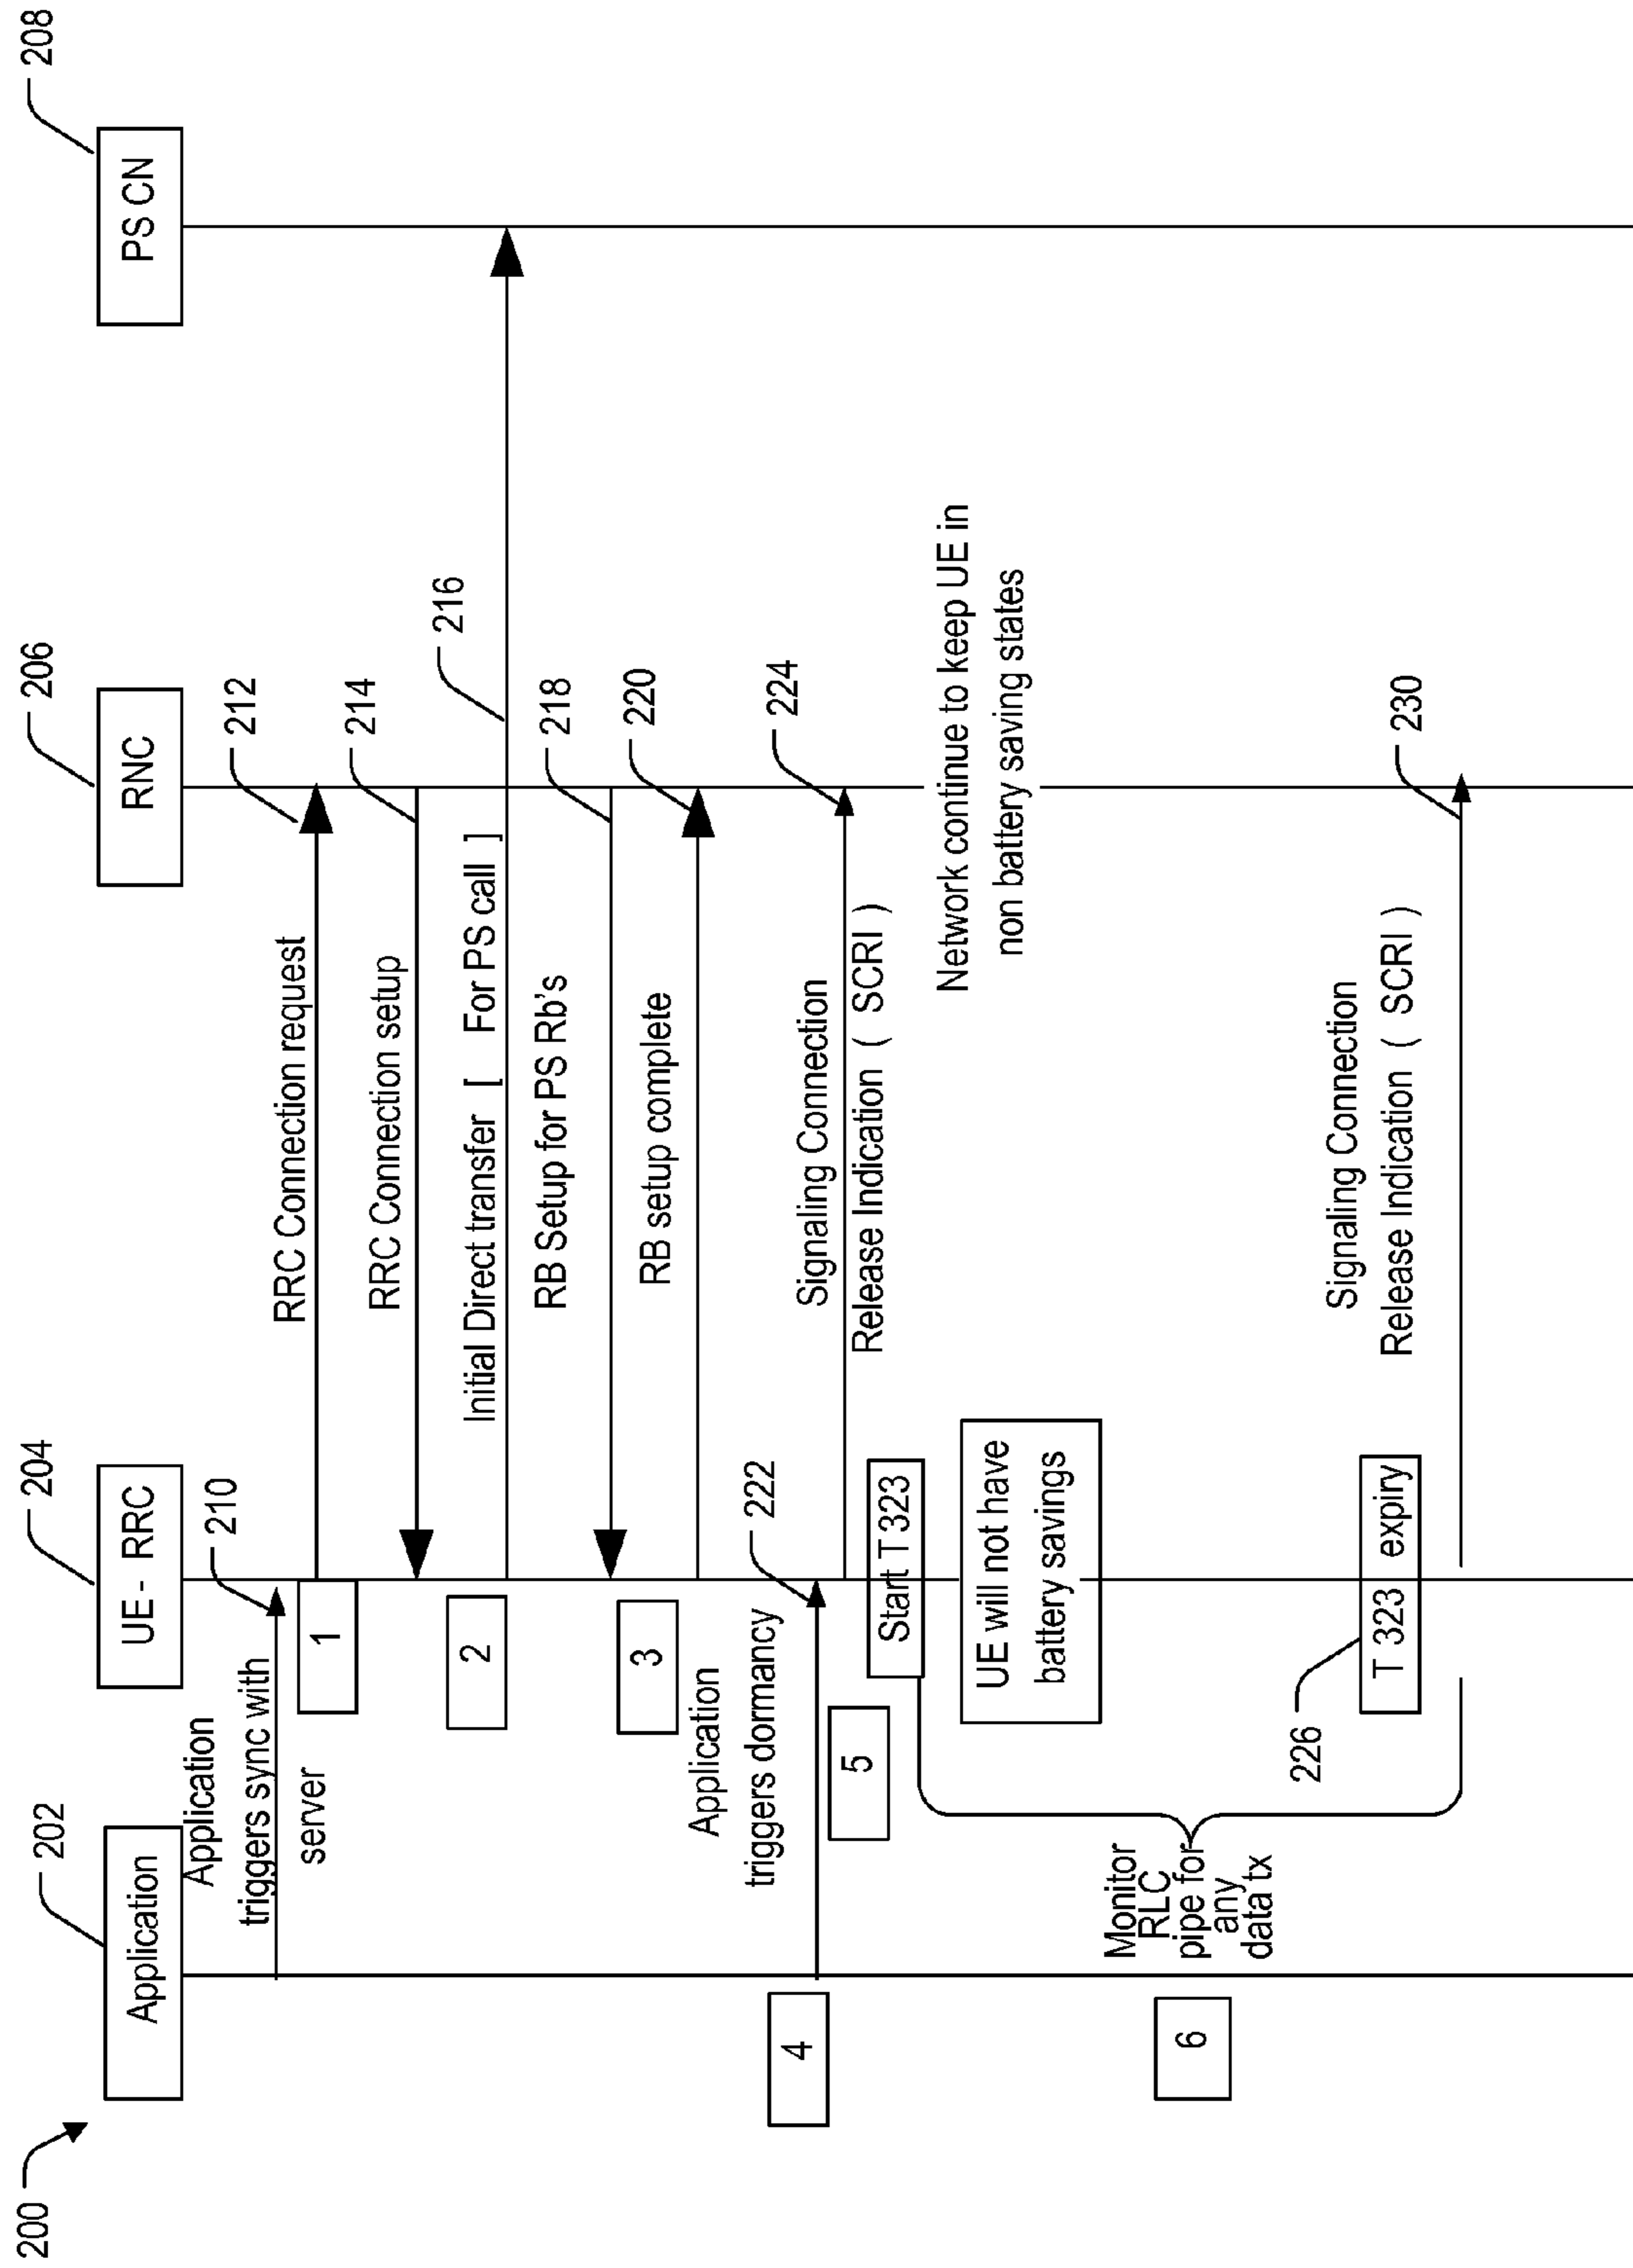 200
202
204
206
208
Application
UE - RRC
RNC
PS CN
Application
triggers sync with
server
210
1
RRC Connection request
212
RRC Connection setup
214
2
Initial Direct transfer [ For PS call ]
216
RB Setup for PS Rb's
218
3
RB setup complete
220
Application
triggers dormancy
222
4
Signaling Connection
Release Indication ( SCRI )
224
5
Start T 323
Network continue to keep UE in
non battery saving states
UE will not have
battery savings
Monitor
RLC
pipe for
any
data tx
6
226
T 323 expiry
Signaling Connection
Release Indication ( SCRI )
230